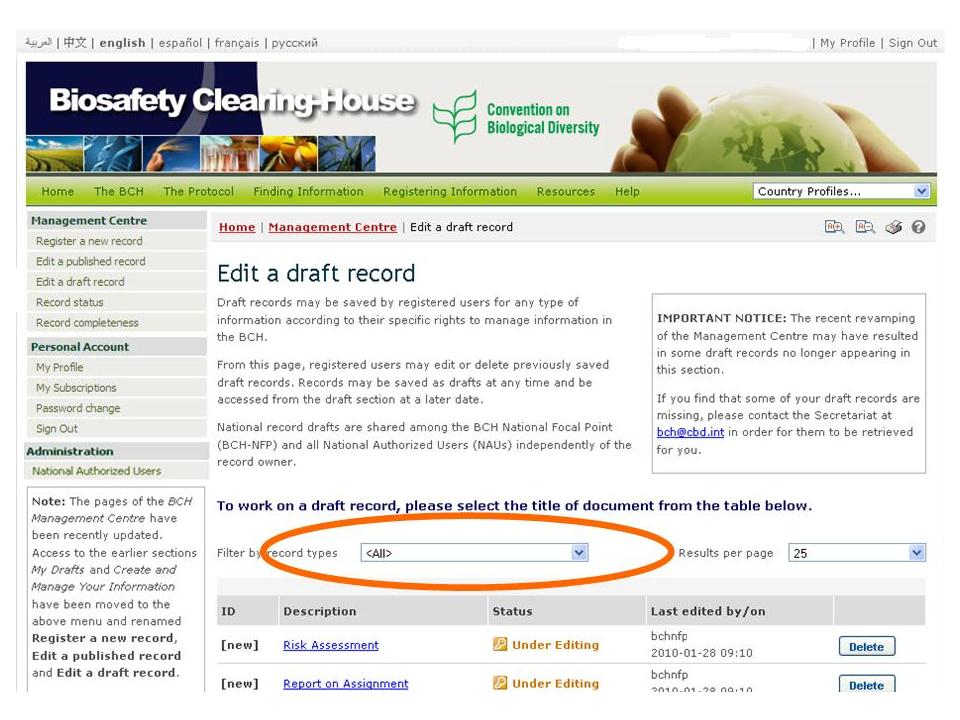 العربية | 中文 | english | español | français | русский
| My Profile | Sign Out
Biosafety Clearing-House
Convention on
Biological Diversity
Home The BCH The Protocol Finding Information Registering Information Resources Help
Country Profiles...
Management Centre
Register a new record
Edit a published record
Edit a draft record
Record status
Record completeness
Personal Account
My Profile
My Subscriptions
Password change
Sign Out
Administration
National Authorized Users
Note: The pages of the BCH
Management Centre have
been recently updated.
Access to the earlier sections
My Drafts and Create and
Manage Your Information
have been moved to the
above menu and renamed
Register a new record,
Edit a published record
and Edit a draft record.
Home | Management Centre | Edit a draft record
Edit a draft record
Draft records may be saved by registered users for any type of
information according to their specific rights to manage information in
the BCH.
From this page, registered users may edit or delete previously saved
draft records. Records may be saved as drafts at any time and be
accessed from the draft section at a later date.
National record drafts are shared among the BCH National Focal Point
(BCH-NFP) and all National Authorized Users (NAUs) independently of the
record owner.
IMPORTANT NOTICE: The recent revamping
of the Management Centre may have resulted
in some draft records no longer appearing in
this section.
If you find that some of your draft records are
missing, please contact the Secretariat at
bch@cbd.int in order for them to be retrieved
for you.
To work on a draft record, please select the title of document from the table below.
Filter by record types <All> Results per page 25
ID Description Status Last edited by/on
[new] Risk Assessment Under Editing bchnfp
2010-01-28 09:10 Delete
[new] Report on Assignment Under Editing bchnfp
2010-01-28 09:10 Delete